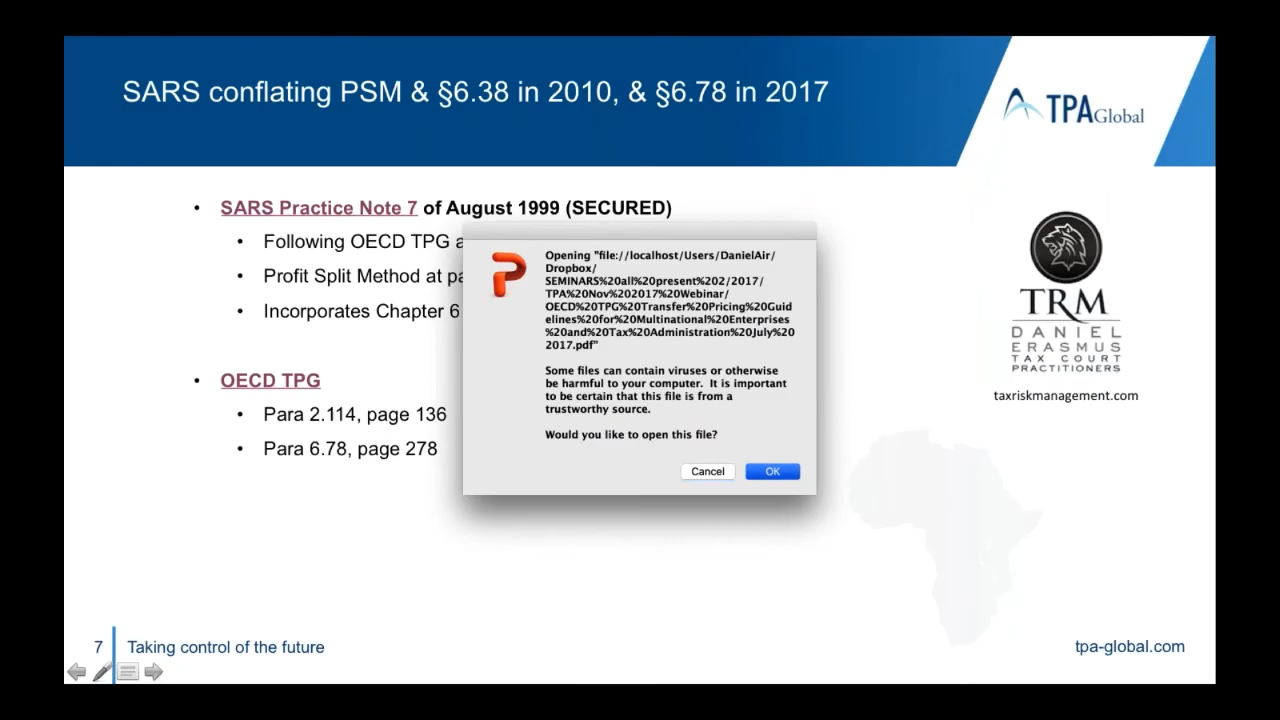 SARS conflating PSM & §6.38 in 2010, & §6.78 in 2017
TPAGlobal
• SARS Practice Note 7 of August 1999 (SECURED)
• Following OECD TPG
• Profit Split Method at
• Incorporates Chapter 6
• OECD TPG
• Para 2.114, page 136
• Para 6.78, page 278
Opening "file://localhost/Users/DanielAir/
Dropbox/
SEMINARS%20all%20present%202/2017/
TPA%20Nov%202017%20Webinar/
OECD%20TPG%20Transfer%20Pricing%20Guid
elines%20for%20Multinational%20Enterprises
%20and%20Tax%20Administration%20July%20
2017.pdf"
Some files can contain viruses or otherwise
be harmful to your computer. It is important
to be certain that this file is from a
trustworthy source.
Would you like to open this file?
Cancel
OK
TRM
DANIEL
ERASMUS
TAX COURT
PRACTITIONERS
taxriskmanagement.com
7
Taking control of the future
tpa-global.com